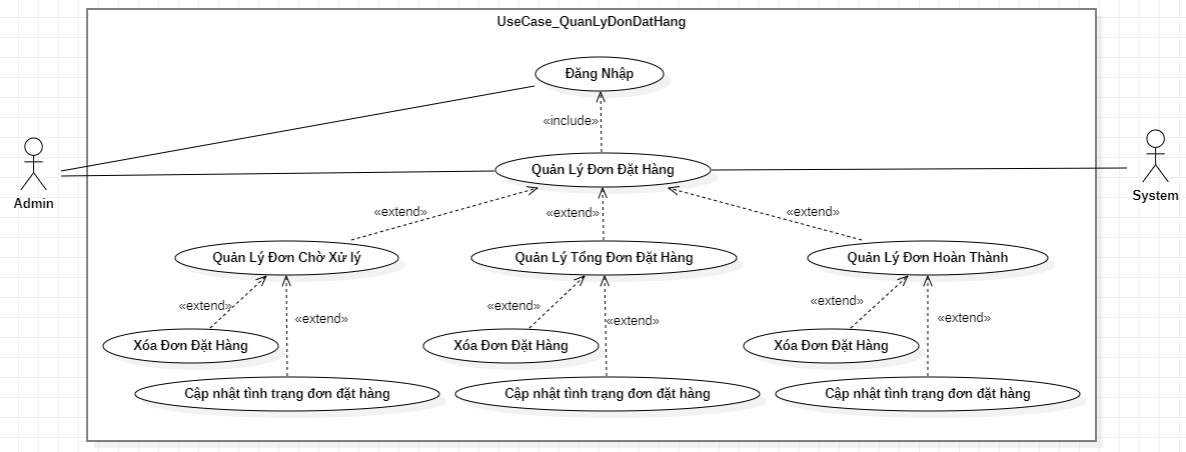 UseCase_QuanLyDonDatHang
Đăng Nhập
«include»
Admin
Quản Lý Đơn Đặt Hàng
System
«extend»
«extend»
«extend»
Quản Lý Đơn Chờ Xử lý
Quản Lý Tổng Đơn Đặt Hàng
Quản Lý Đơn Hoàn Thành
«extend»
«extend»
«extend»
«extend»
«extend»
«extend»
Xóa Đơn Đặt Hàng
Xóa Đơn Đặt Hàng
Xóa Đơn Đặt Hàng
Cập nhật tình trạng đơn đặt hàng
Cập nhật tình trạng đơn đặt hàng
Cập nhật tình trạng đơn đặt hàng